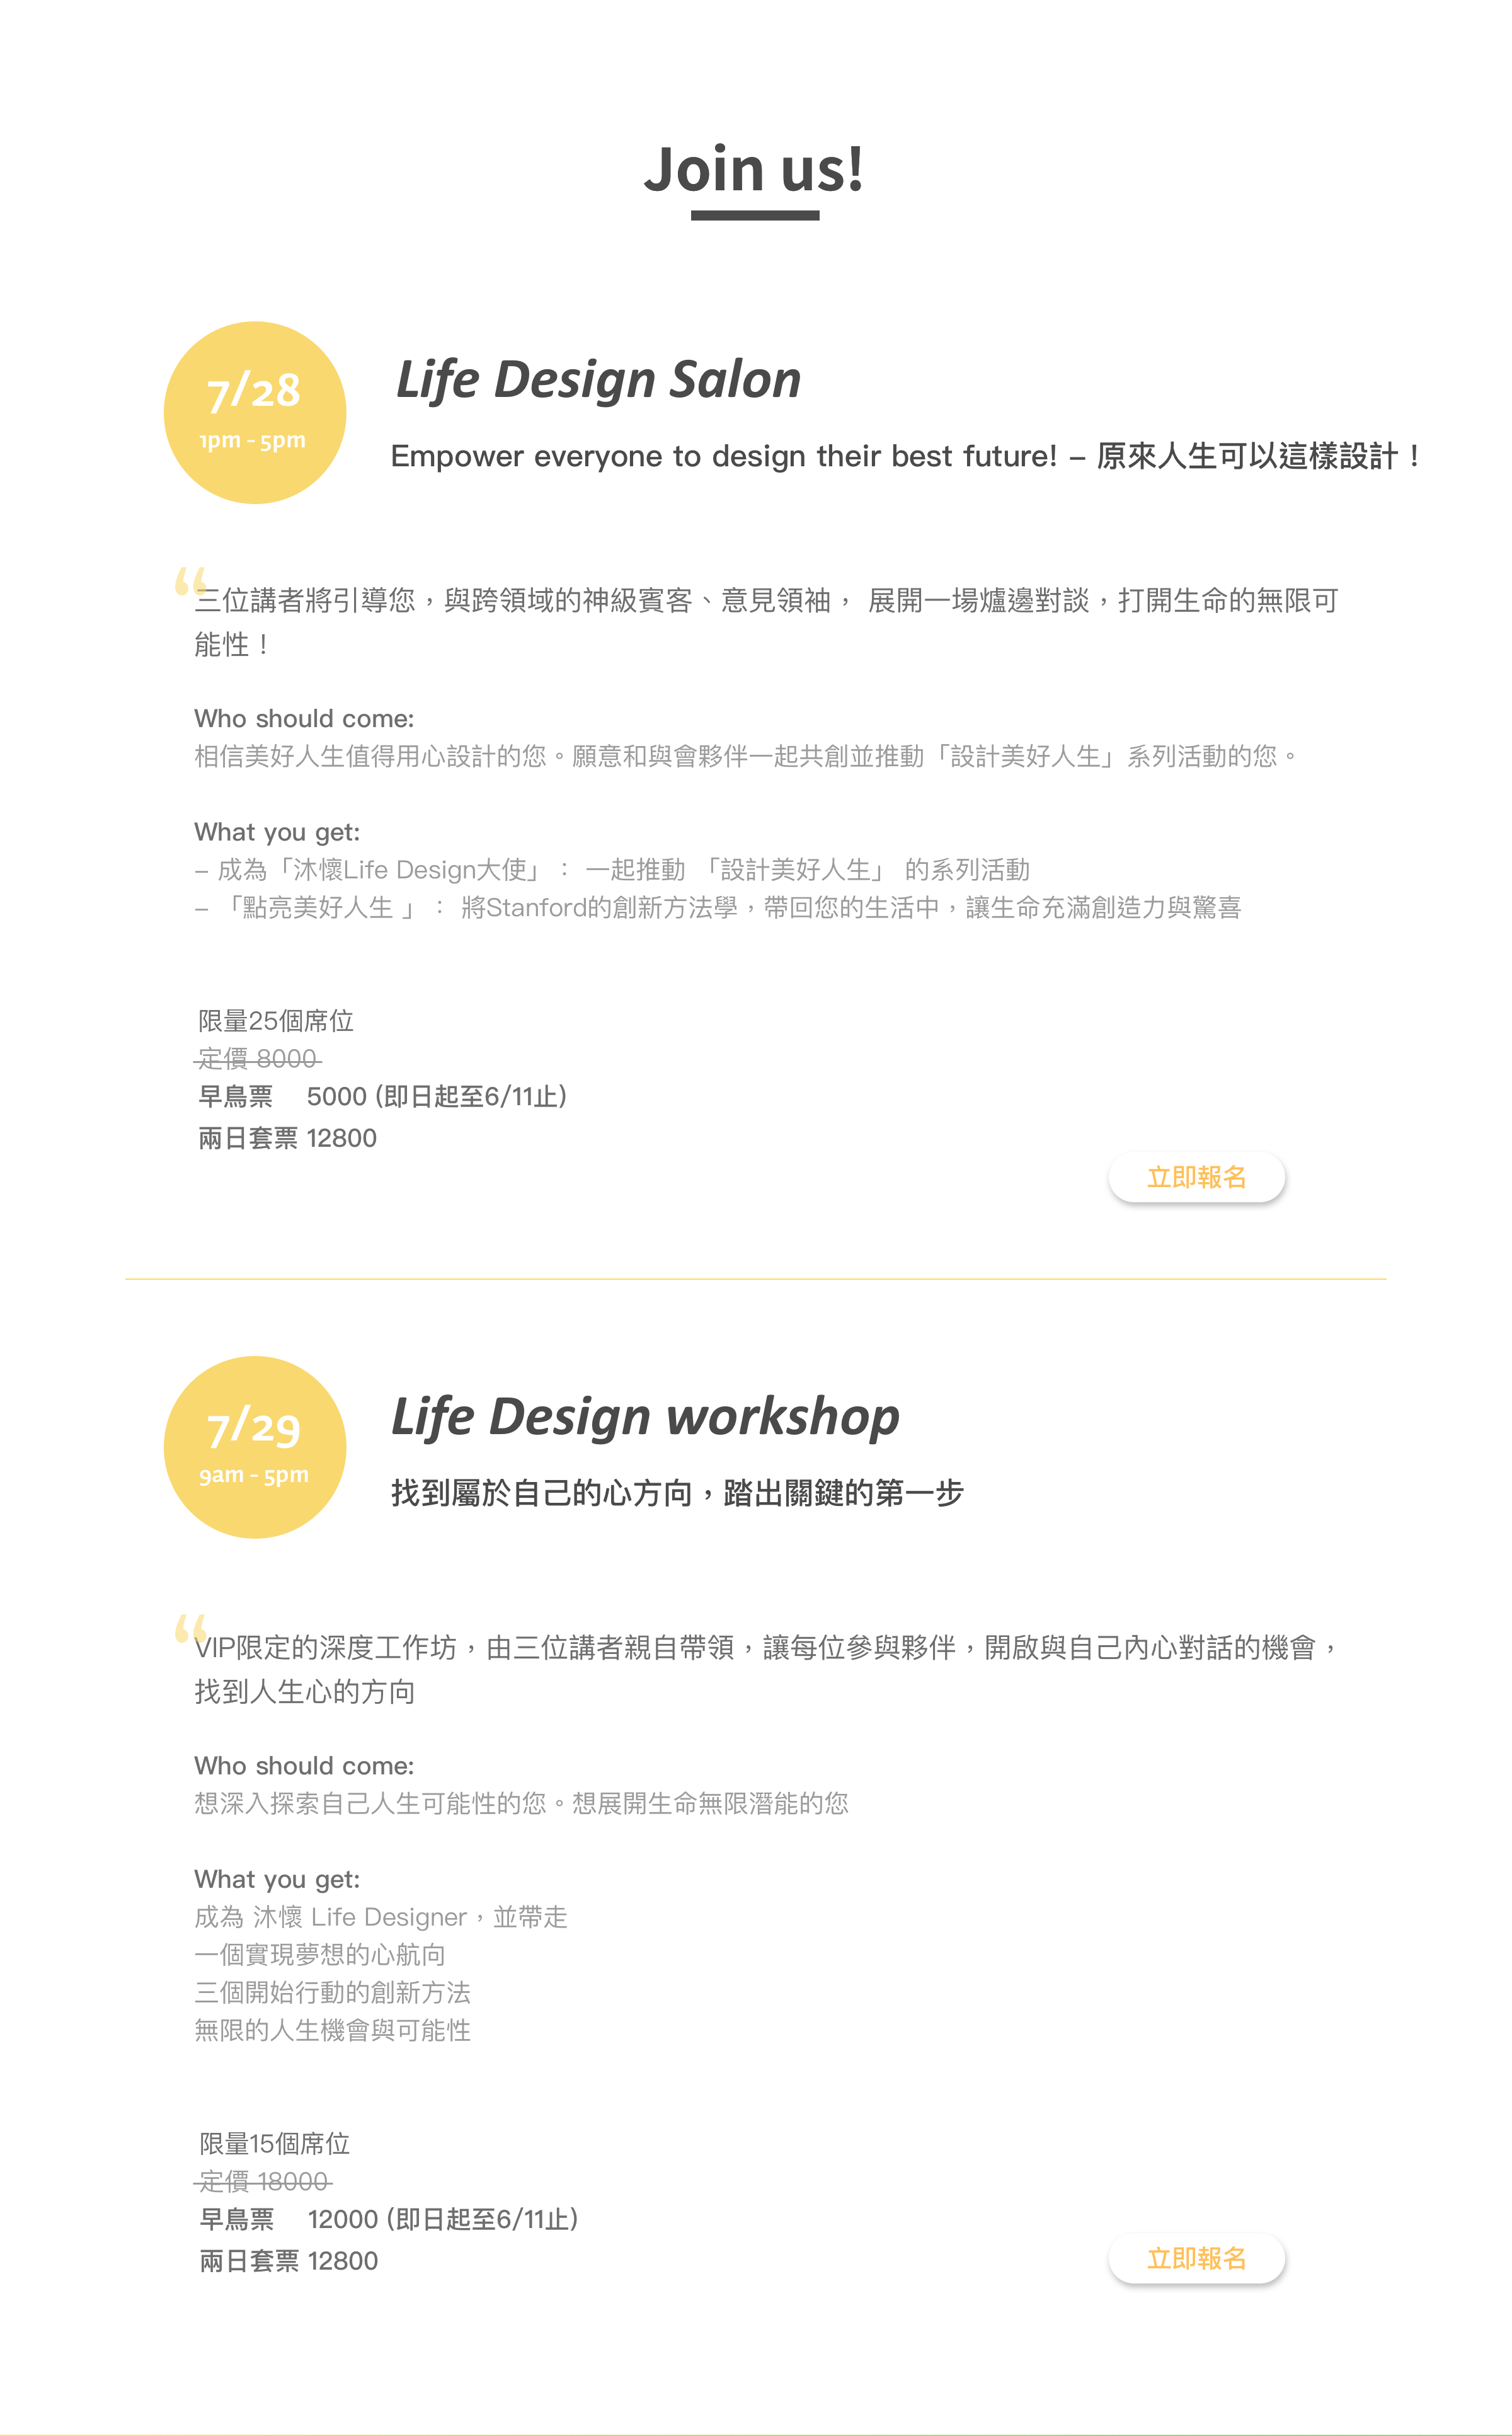 Join us!
7/28
1pm - 5pm
Life Design Salon
Empower everyone to design their best future! – 原來人生可以這樣設計！
“
三位講者將引導您，與跨領域的神級賓客、意見領袖， 展開一場爐邊對談，打開生命的無限可
能性！
Who should come:
相信美好人生值得用心設計的您。願意和與會夥伴一起共創並推動「設計美好人生」系列活動的您。
What you get:
– 成為「沐懷Life Design大使」： 一起推動 「設計美好人生」 的系列活動
– 「點亮美好人生 」： 將Stanford的創新方法學，帶回您的生活中，讓生命充滿創造力與驚喜
限量25個席位
定價 8000
早鳥票 5000 (即日起至6/11止)
兩日套票 12800
立即報名
7/29
9am - 5pm
Life Design workshop
找到屬於自己的心方向，踏出關鍵的第一步
“
VIP限定的深度工作坊，由三位講者親自帶領，讓每位參與夥伴，開啟與自己內心對話的機會，
找到人生心的方向
Who should come:
想深入探索自己人生可能性的您。想展開生命無限潛能的您
What you get:
成為 沐懷 Life Designer，並帶走
一個實現夢想的心航向
三個開始行動的創新方法
無限的人生機會與可能性
限量15個席位
定價 18000
早鳥票 12000 (即日起至6/11止)
兩日套票 12800
立即報名